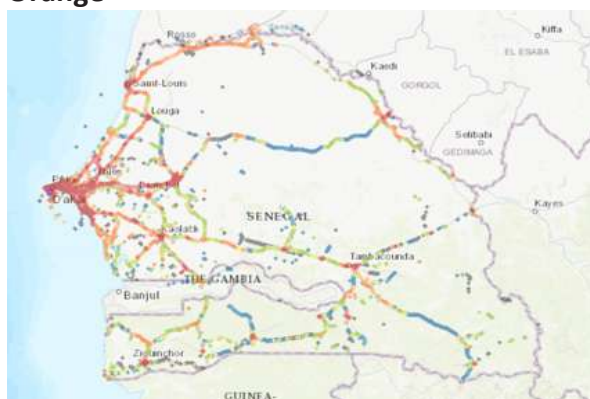 Orange
Kiffa
Rosso
EL ESABA
Kaedi
Saint-Louis
GORGOL
Louga
Selibabi
GEDIMAGA
Dakar
Kayes
SENEGAL
Kaolack
Tambacounda
THE GAMBIA
Banjul
Ziguinchor
GUINEA-